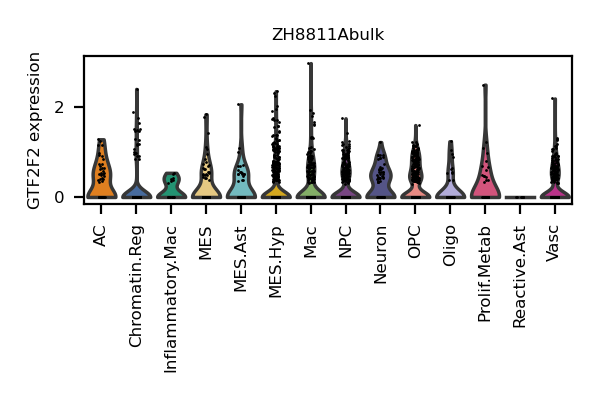 ZH8811Abulk
GTF2F2 expression
2
0
AC
Chromatin.Reg
Inflammatory.Mac
MES
MES.Ast
MES.Hyp
Mac
NPC
Neuron
OPC
Oligo
Prolif.Metab
Reactive.Ast
Vasc